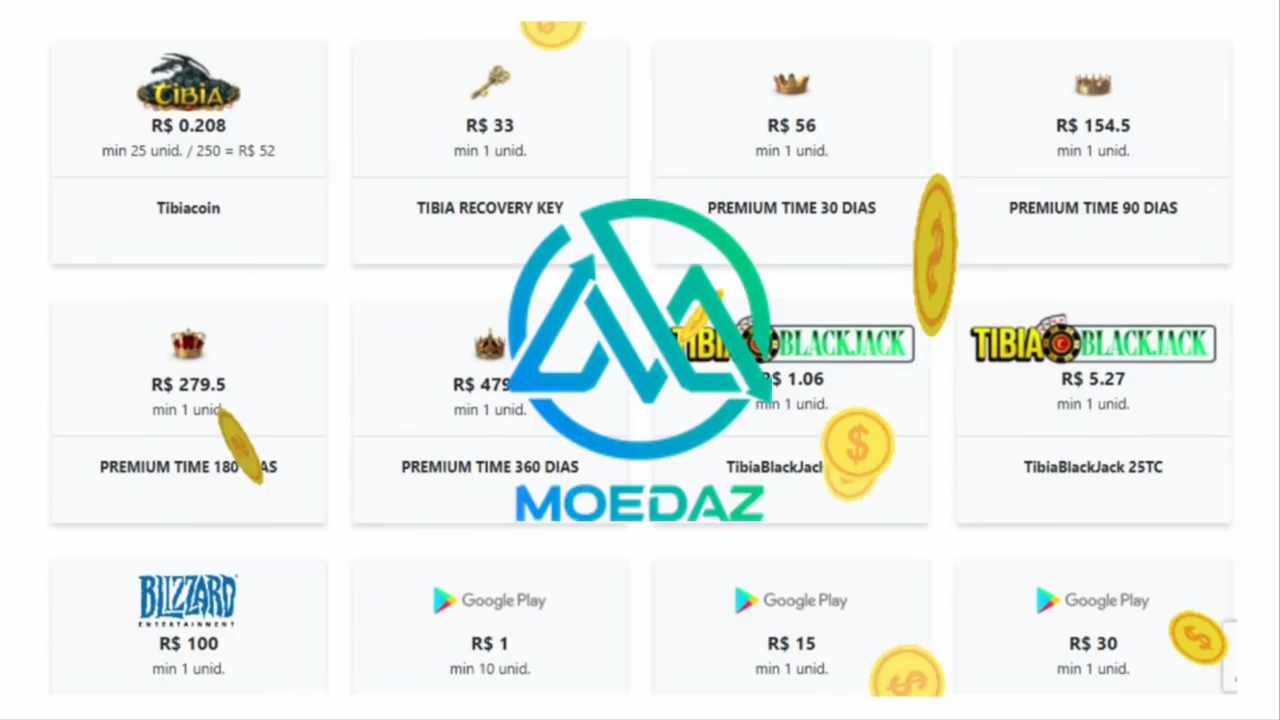 TIBIA
R$ 0.208
min 25 unid. / 250 = R$ 52
Tibiacoin
R$ 33
min 1 unid.
TIBIA RECOVERY KEY
R$ 56
min 1 unid.
PREMIUM TIME 30 DIAS
R$ 154.5
min 1 unid.
PREMIUM TIME 90 DIAS
R$ 279.5
min 1 unid.
PREMIUM TIME 180
R$ 479
min 1 unid.
PREMIUM TIME 360 DIAS
BLACKJACK
R$ 1.06
min 1 unid.
TIBIA BLACKJACK
R$ 5.27
min 1 unid.
TibiaBlackJack 25TC
MOEDAZ
BLIZZARD
ENTERTAINMENT
R$ 100
min 1 unid.
Google Play
R$ 1
min 10 unid.
Google Play
R$ 15
min 1 unid.
Google Play
R$ 30
min 1 unid.